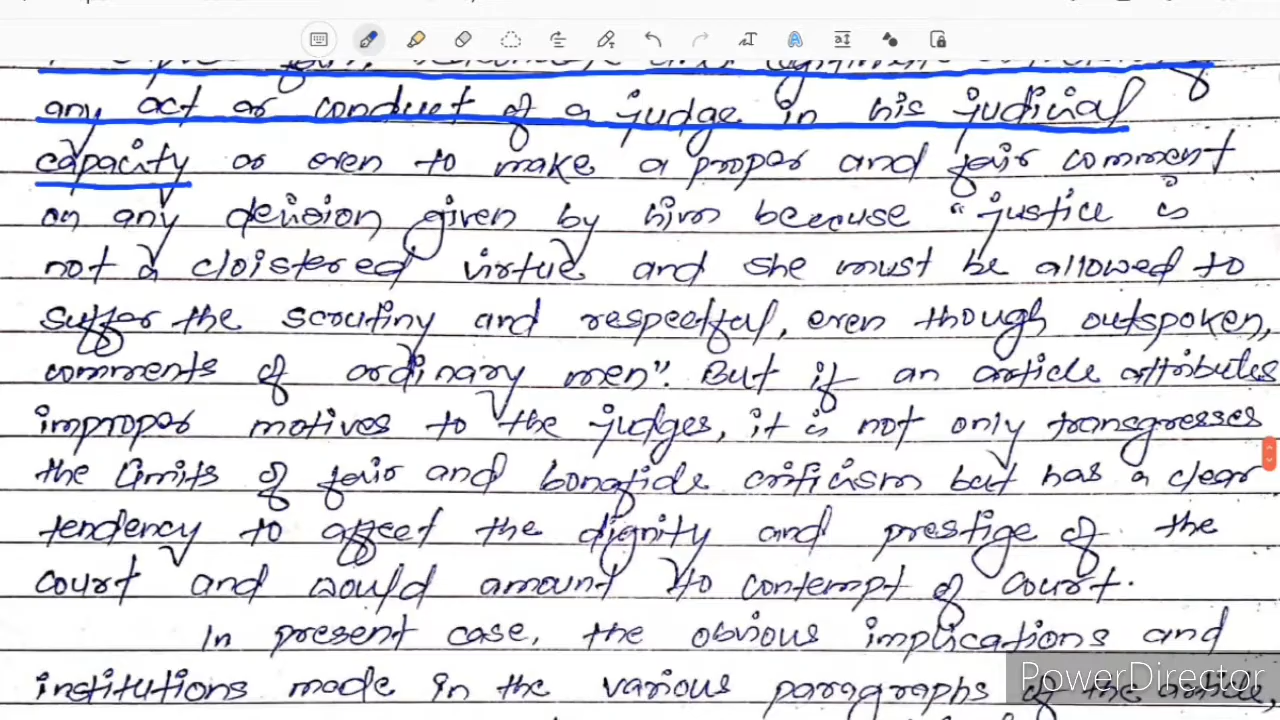 any act or conduct of a judge in his judicial
capacity or even to make a proper and fair comment
on any decision given by him because "justice is
not a cloistered virtue and she must be allowed to
suffer the scrutiny and respectful, even though outspoken,
comments of ordinary men". But if an article attributes
improper motives to the judges, it is not only transgresses
the limits of fair and bonafide criticism but has a clear
tendency to affect the dignity and prestige of the
court and would amount to contempt of court.
In present case, the obvious implications and
institutions made in the various paragraphs of the article,
PowerDirector